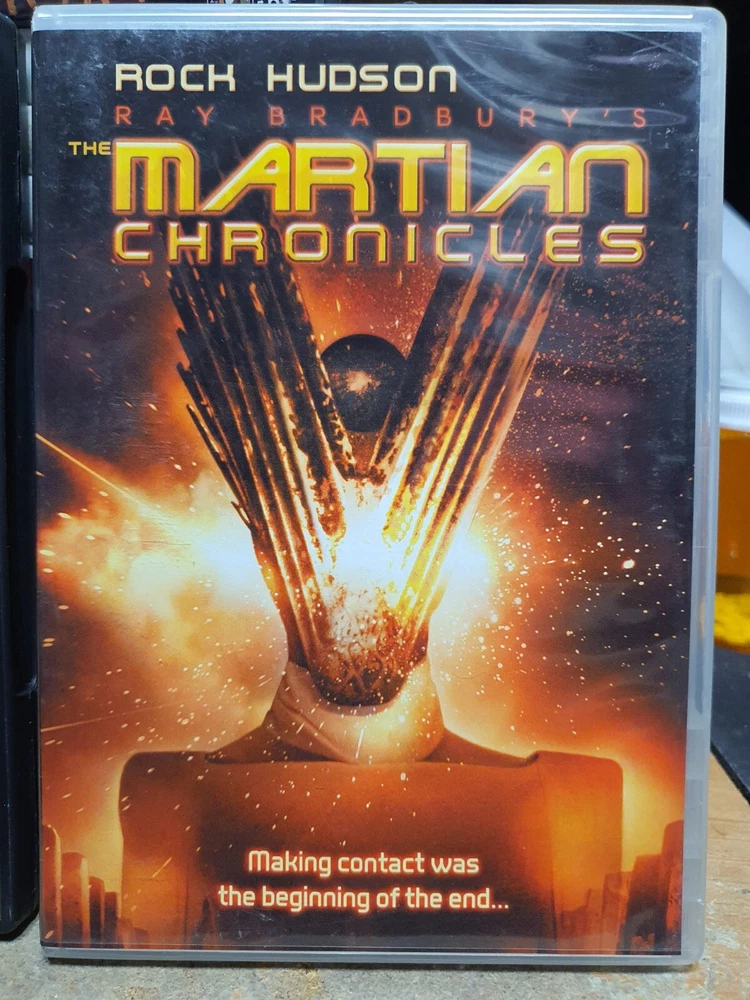 ROCK HUDSON
RAY BRADBURY'S
THE MARTIAN
CHRONICLES
Making contact was
the beginning of the end...